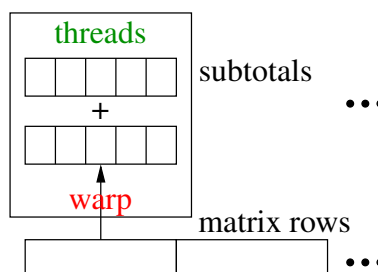 threads
subtotals
+
•••
warp
matrix rows
•••